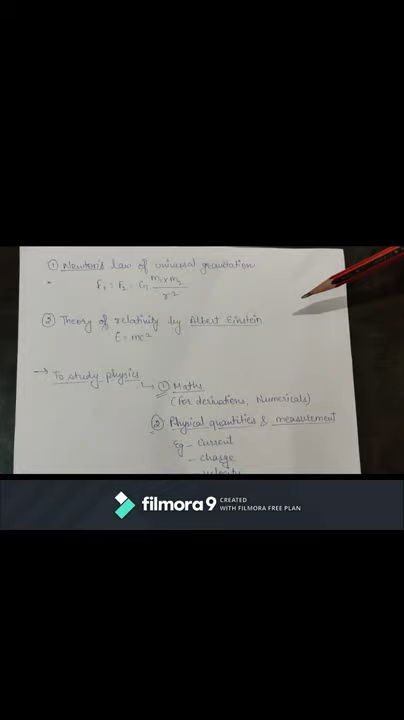 ① Newton's law of universal gravitation
F₁ = F₂ = G m₁ x m₂ / r²
② Theory of relativity by Albert Einstein
E = mc²
→ To study physics
↳ ① Maths
(For derivations, Numericals)
② Physical quantities & measurement
Eg - Current
- charge
- velocity
filmora9 CREATED
WITH FILMORA FREE PLAN